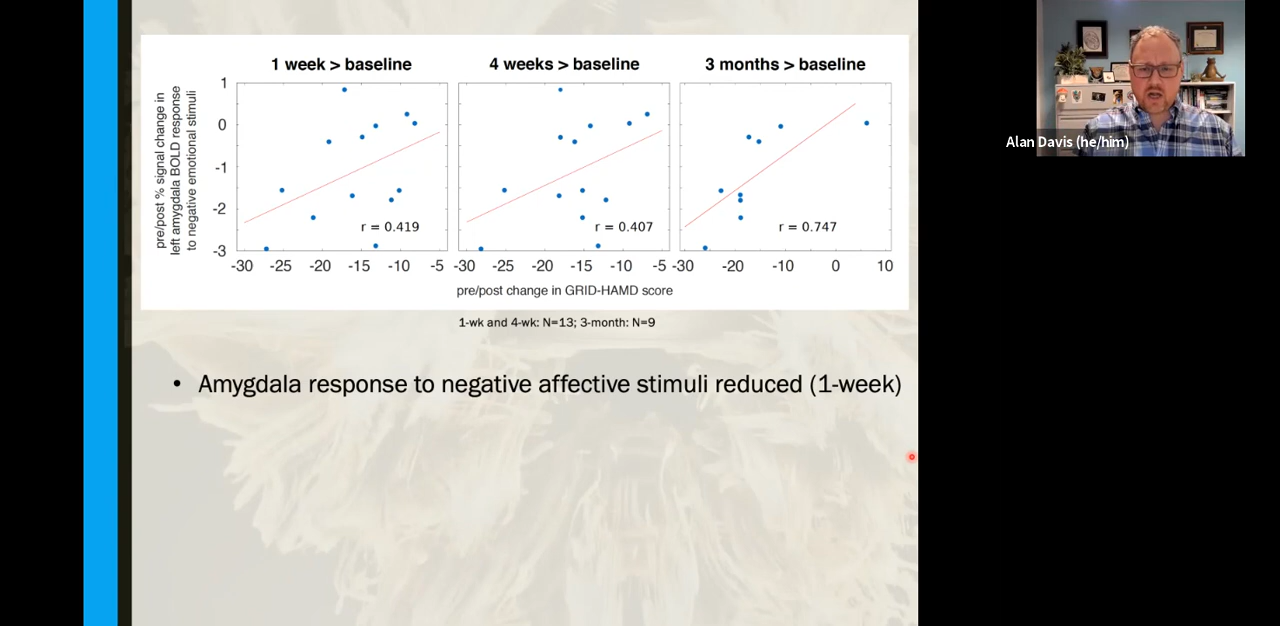 1 week > baseline
4 weeks > baseline
3 months > baseline
pre/post % signal change in
left amygdala BOLD response
to negative emotional stimuli
1
0
-1
-2
-3
r = 0.419
r = 0.407
r = 0.747
-30 -25 -20 -15 -10 -5
-30 -25 -20 -15 -10 -5
-30 -20 -10 0 10
pre/post change in GRID-HAMD score
1-wk and 4-wk: N=13; 3-month: N=9
• Amygdala response to negative affective stimuli reduced (1-week)
Alan Davis (he/him)